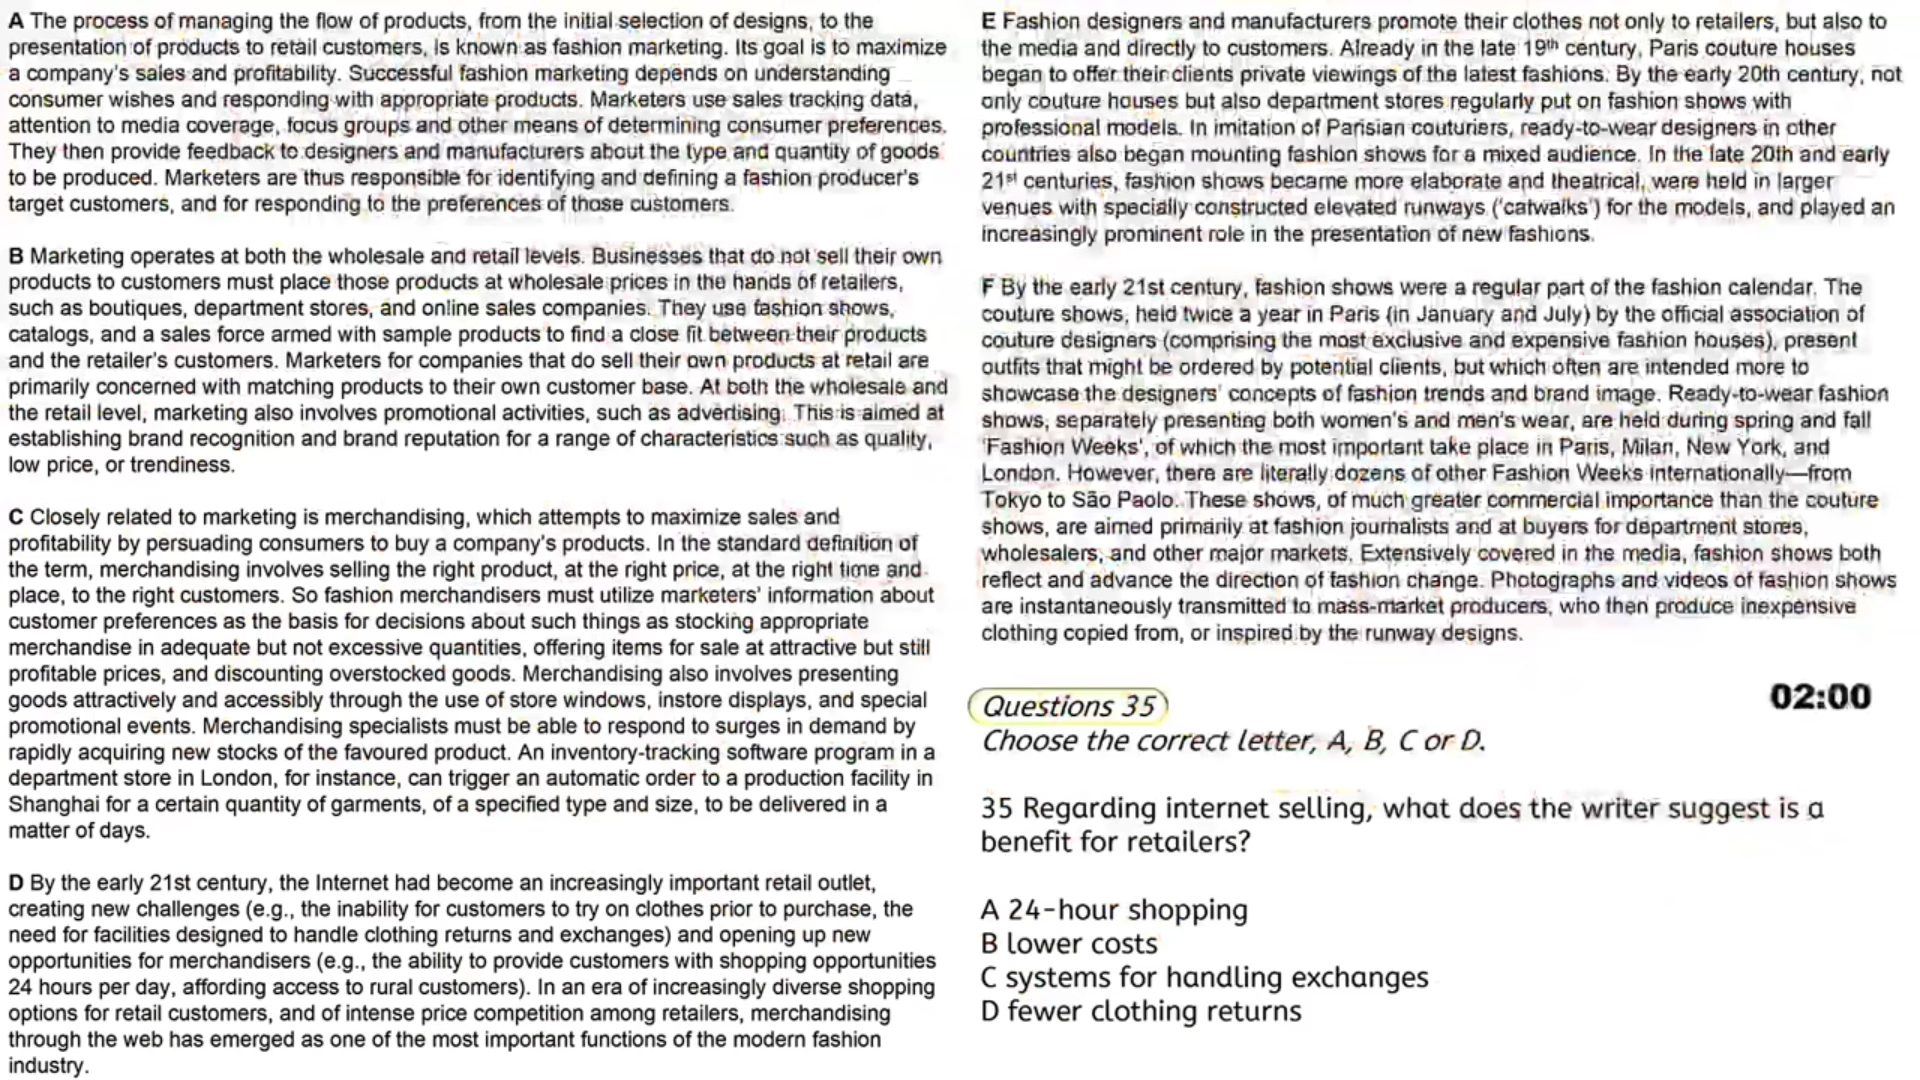 A The process of managing the flow of products, from the initial selection of designs, to the
presentation of products to retail customers, is known as fashion marketing. Its goal is to maximize
a company's sales and profitability. Successful fashion marketing depends on understanding
consumer wishes and responding with appropriate products. Marketers use sales tracking data,
attention to media coverage, focus groups and other means of determining consumer preferences.
They then provide feedback to designers and manufacturers about the type and quantity of goods
to be produced. Marketers are thus responsible for identifying and defining a fashion producer's
target customers, and for responding to the preferences of those customers.
B Marketing operates at both the wholesale and retail levels. Businesses that do not sell their own
products to customers must place those products at wholesale prices in the hands of retailers,
such as boutiques, department stores, and online sales companies. They use fashion shows,
catalogs, and a sales force armed with sample products to find a close fit between their products
and the retailer's customers. Marketers for companies that do sell their own products at retail are
primarily concerned with matching products to their own customer base. At both the wholesale and
the retail level, marketing also involves promotional activities, such as advertising. This is aimed at
establishing brand recognition and brand reputation for a range of characteristics such as quality,
low price, or trendiness.
C Closely related to marketing is merchandising, which attempts to maximize sales and
profitability by persuading consumers to buy a company's products. In the standard definition of
the term, merchandising involves selling the right product, at the right price, at the right time and
place, to the right customers. So fashion merchandisers must utilize marketers' information about
customer preferences as the basis for decisions about such things as stocking appropriate
merchandise in adequate but not excessive quantities, offering items for sale at attractive but still
profitable prices, and discounting overstocked goods. Merchandising also involves presenting
goods attractively and accessibly through the use of store windows, instore displays, and special
promotional events. Merchandising specialists must be able to respond to surges in demand by
rapidly acquiring new stocks of the favoured product. An inventory-tracking software program in a
department store in London, for instance, can trigger an automatic order to a production facility in
Shanghai for a certain quantity of garments, of a specified type and size, to be delivered in a
matter of days.
D By the early 21st century, the Internet had become an increasingly important retail outlet,
creating new challenges (e.g., the inability for customers to try on clothes prior to purchase, the
need for facilities designed to handle clothing returns and exchanges) and opening up new
opportunities for merchandisers (e.g., the ability to provide customers with shopping opportunities
24 hours per day, affording access to rural customers). In an era of increasingly diverse shopping
options for retail customers, and of intense price competition among retailers, merchandising
through the web has emerged as one of the most important functions of the modern fashion
industry.
E Fashion designers and manufacturers promote their clothes not only to retailers, but also to
the media and directly to customers. Already in the late 19th century, Paris couture houses
began to offer their clients private viewings of the latest fashions. By the early 20th century, not
only couture houses but also department stores regularly put on fashion shows with
professional models. In imitation of Parisian couturiers, ready-to-wear designers in other
countries also began mounting fashion shows for a mixed audience. In the late 20th and early
21st centuries, fashion shows became more elaborate and theatrical, were held in larger
venues with specially constructed elevated runways ('catwalks') for the models, and played an
increasingly prominent role in the presentation of new fashions.
F By the early 21st century, fashion shows were a regular part of the fashion calendar. The
couture shows, held twice a year in Paris (in January and July) by the official association of
couture designers (comprising the most exclusive and expensive fashion houses), present
outfits that might be ordered by potential clients, but which often are intended more to
showcase the designers' concepts of fashion trends and brand image. Ready-to-wear fashion
shows, separately presenting both women's and men's wear, are held during spring and fall
'Fashion Weeks', of which the most important take place in Paris, Milan, New York, and
London. However, there are literally dozens of other Fashion Weeks internationally—from
Tokyo to São Paolo. These shows, of much greater commercial importance than the couture
shows, are aimed primarily at fashion journalists and at buyers for department stores,
wholesalers, and other major markets. Extensively covered in the media, fashion shows both
reflect and advance the direction of fashion change. Photographs and videos of fashion shows
are instantaneously transmitted to mass-market producers, who then produce inexpensive
clothing copied from, or inspired by the runway designs.
02:00
Questions 35
Choose the correct letter, A, B, C or D.
35 Regarding internet selling, what does the writer suggest is a
benefit for retailers?
A 24-hour shopping
B lower costs
C systems for handling exchanges
D fewer clothing returns